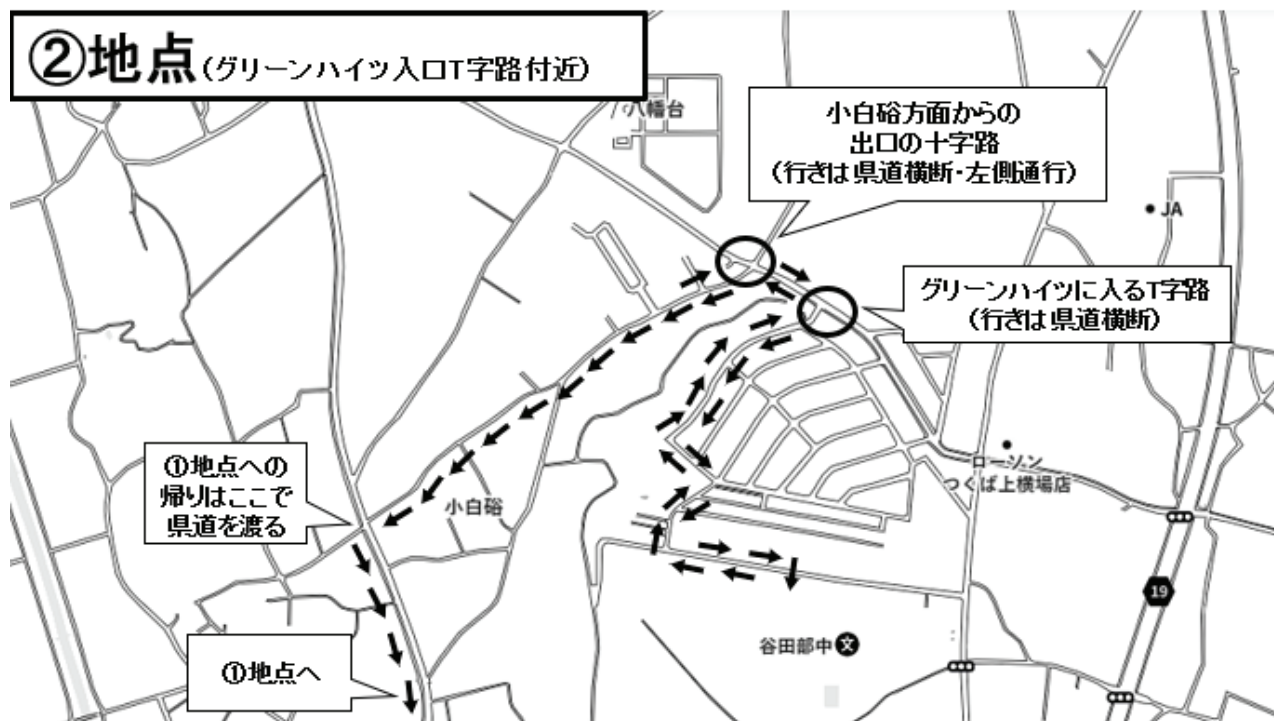 ②地点(グリーンハイツ入口T字路付近)
八幡台
小白硲方面からの
出口の十字路
(行きは県道横断・左側通行)
JA
グリーンハイツに入るT字路
(行きは県道横断)
①地点への
帰りはここで
県道を渡る
小白硲
ローソン
つくば上横場店
19
谷田部中
文
①地点へ